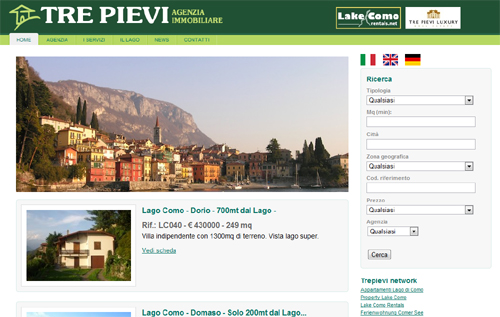 TRE PIEVI AGENZIA IMMOBILIARE
Lake Como rentals.net
TRE PIEVI LUXURY
HOME AGENZIA I SERVIZI IL LAGO NEWS CONTATTI
Ricerca
Tipologia
Qualsiasi
Mq (min):
Città
Zona geografica
Qualsiasi
Cod. riferimento
Prezzo
Qualsiasi
Agenzia
Qualsiasi
Cerca
Lago Como - Dorio - 700mt dal Lago -
Rif.: LC040 - € 430000 - 249 mq
Villa indipendente con 1300mq di terreno. Vista lago super.
Vedi scheda
Trepievi network
Appartamenti Lago di Como
Property Lake Como
Lake Como Rentals
Ferienwohnung Comer See
Lago Como - Domaso - Solo 200mt dal Lago...